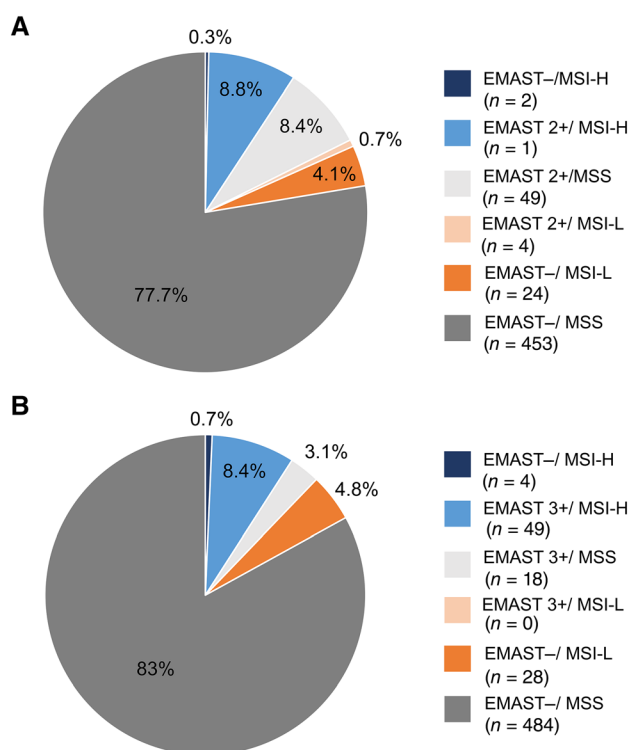 A
0.3%
8.8%
8.4%
0.7%
4.1%
77.7%
EMAST–/MSI-H
(n = 2)
EMAST 2+/ MSI-H
(n = 1)
EMAST 2+/MSS
(n = 49)
EMAST 2+/ MSI-L
(n = 4)
EMAST–/ MSI-L
(n = 24)
EMAST–/ MSS
(n = 453)
B
0.7%
8.4%
3.1%
4.8%
83%
EMAST–/ MSI-H
(n = 4)
EMAST 3+/ MSI-H
(n = 49)
EMAST 3+/ MSS
(n = 18)
EMAST 3+/ MSI-L
(n = 0)
EMAST–/ MSI-L
(n = 28)
EMAST–/ MSS
(n = 484)